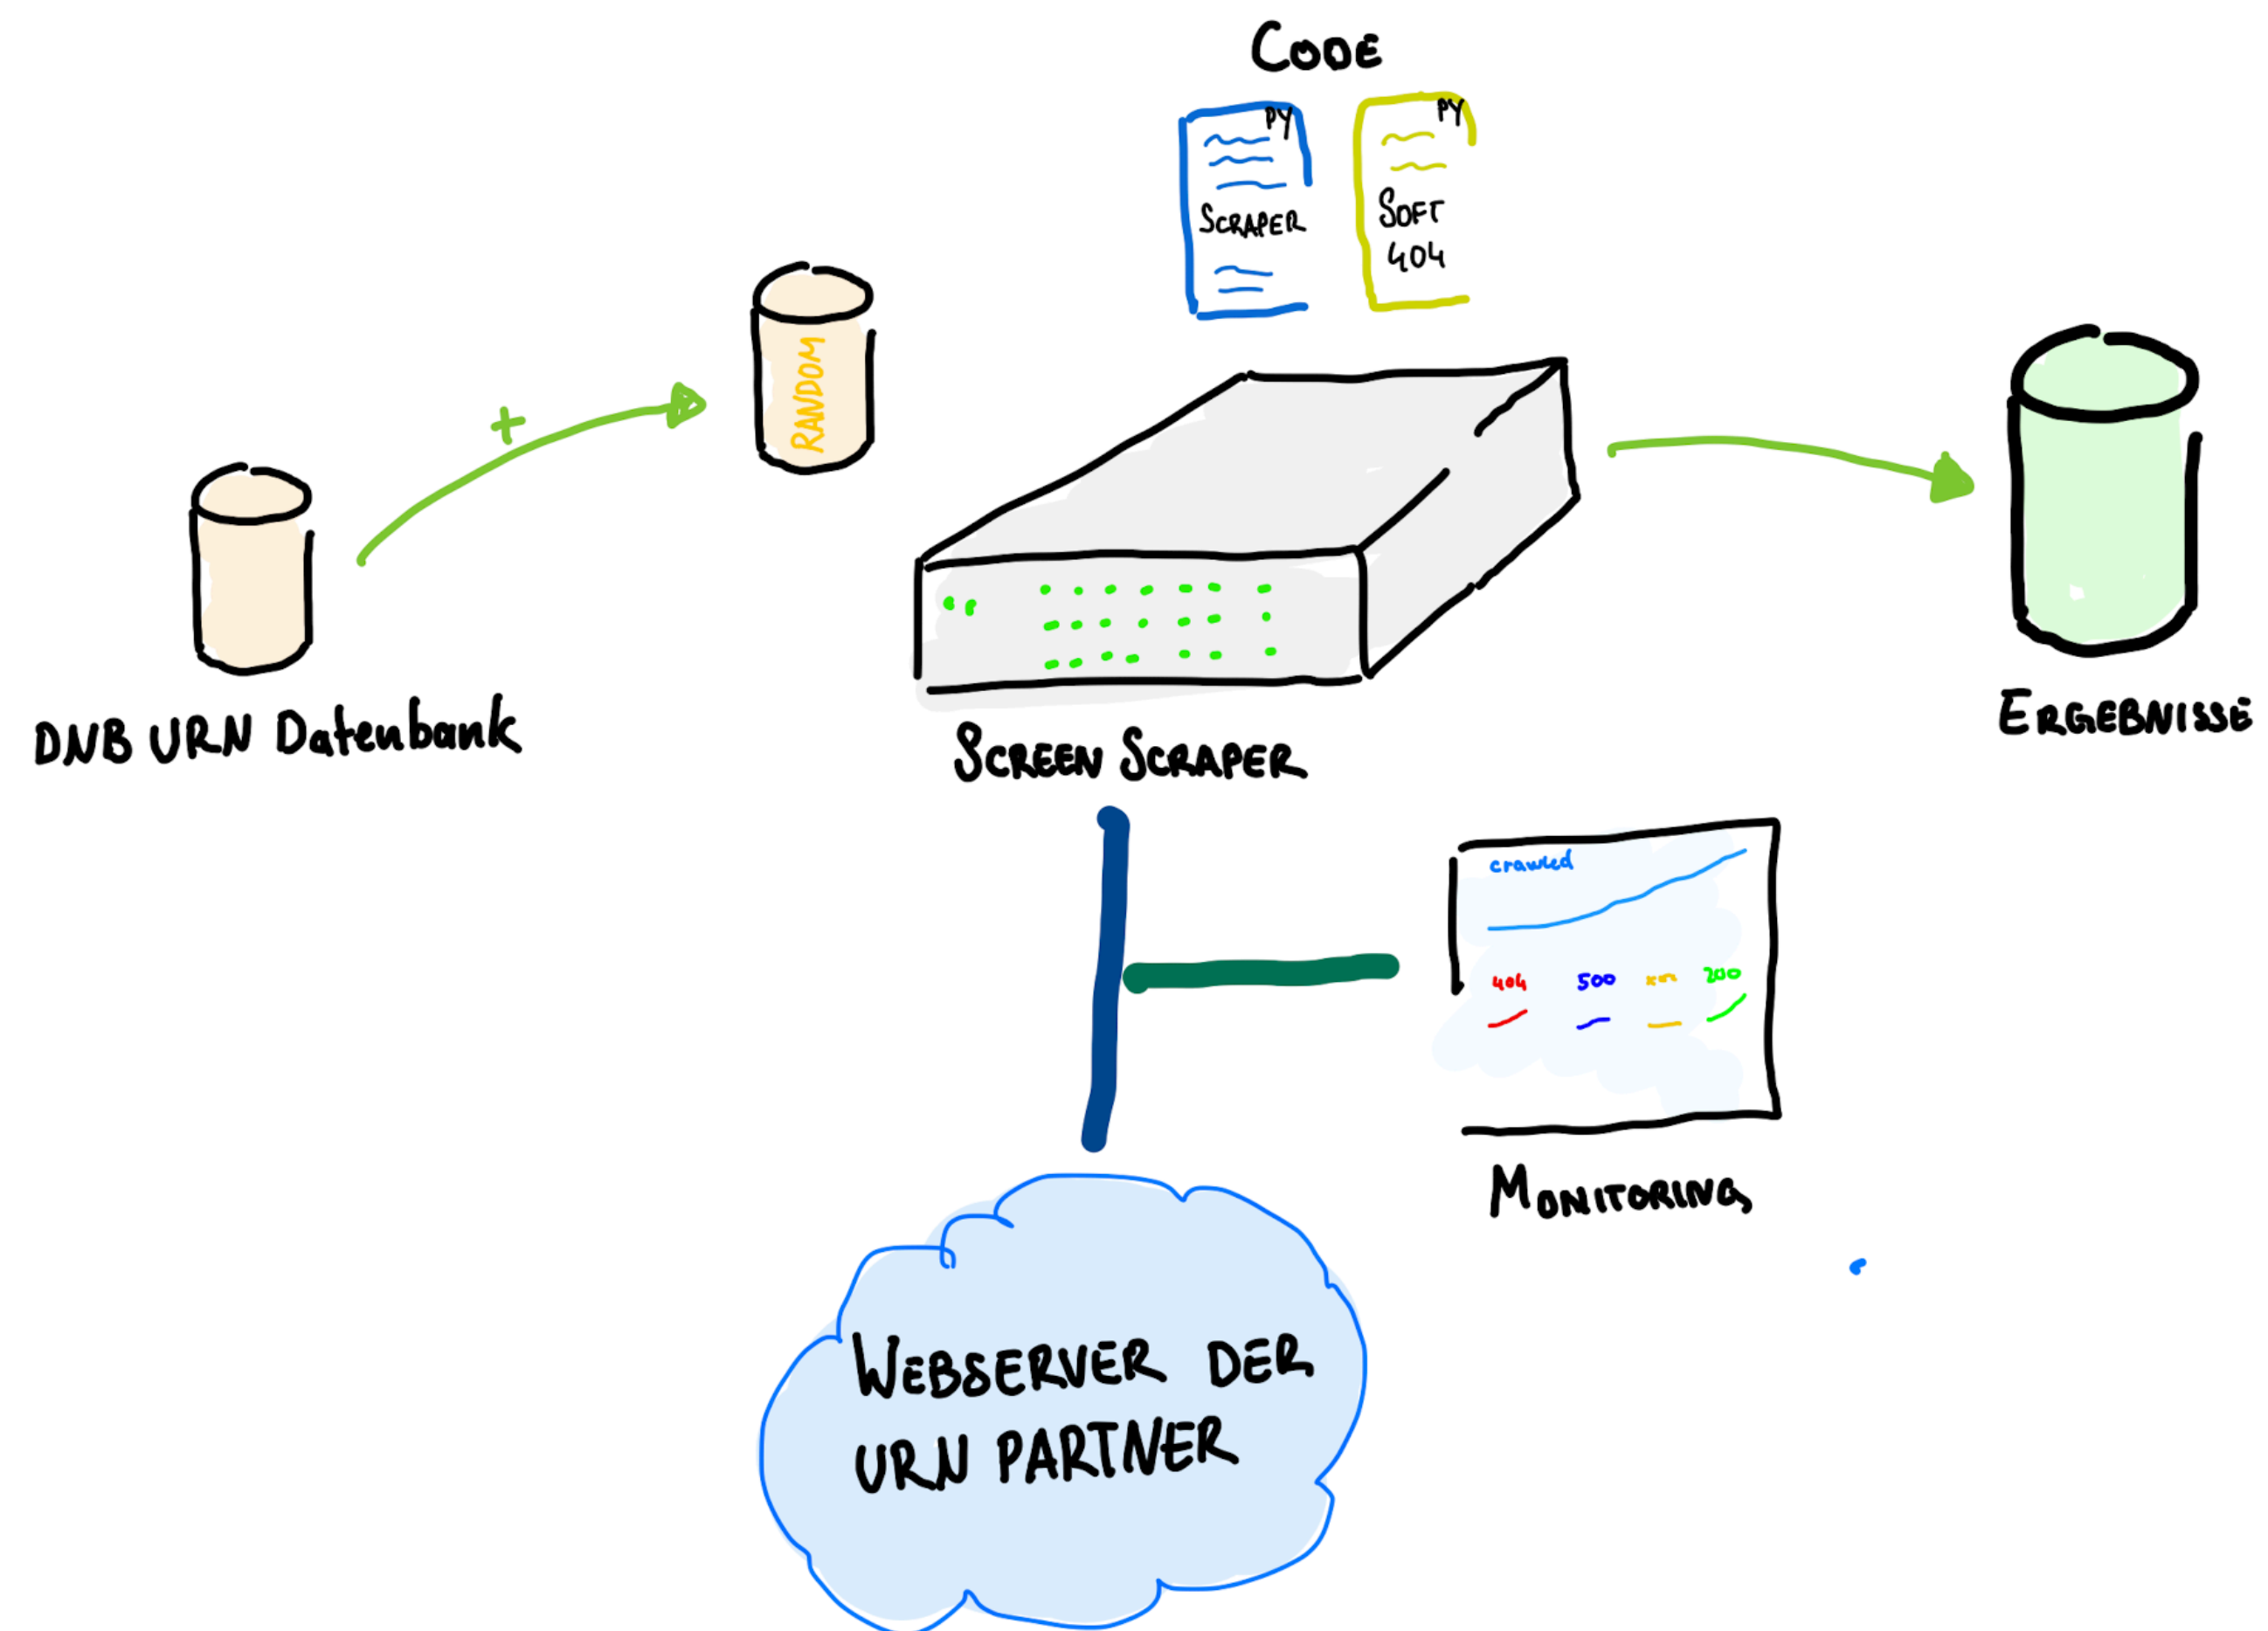 CODE
PY
SCRAPER
PY
SOFT
404
RANDOM
DNB URN Datenbank
SCREEN SCRAPER
ERGEBNISSE
crawled
404 500 200
MONITORING
WEBSERVER DER
URN PARTNER